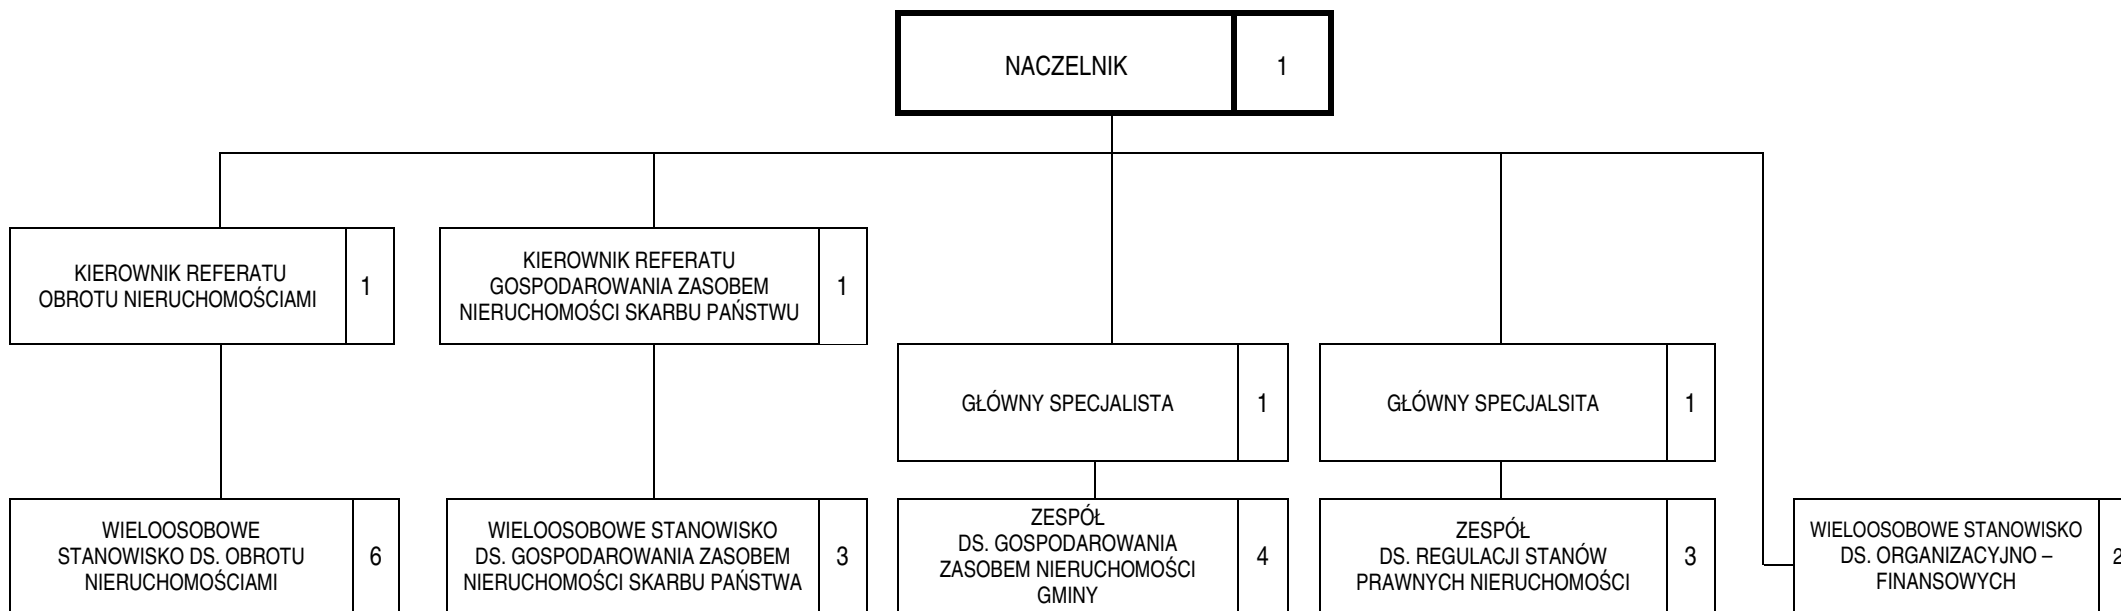 NACZELNIK
1
KIEROWNIK REFERATU
OBROTU NIERUCHOMOŚCIAMI
1
KIEROWNIK REFERATU
GOSPODAROWANIA ZASOBEM
NIERUCHOMOŚCI SKARBU PAŃSTWU
1
GŁÓWNY SPECJALISTA
1
GŁÓWNY SPECJALSITA
1
WIELOOSOBOWE
STANOWISKO DS. OBROTU
NIERUCHOMOŚCIAMI
6
WIELOOSOBOWE STANOWISKO
DS. GOSPODAROWANIA ZASOBEM
NIERUCHOMOŚCI SKARBU PAŃSTWA
3
ZESPÓŁ
DS. GOSPODAROWANIA
ZASOBEM NIERUCHOMOŚCI
GMINY
4
ZESPÓŁ
DS. REGULACJI STANÓW
PRAWNYCH NIERUCHOMOŚCI
3
WIELOOSOBOWE STANOWISKO
DS. ORGANIZACYJNO –
FINANSOWYCH
2